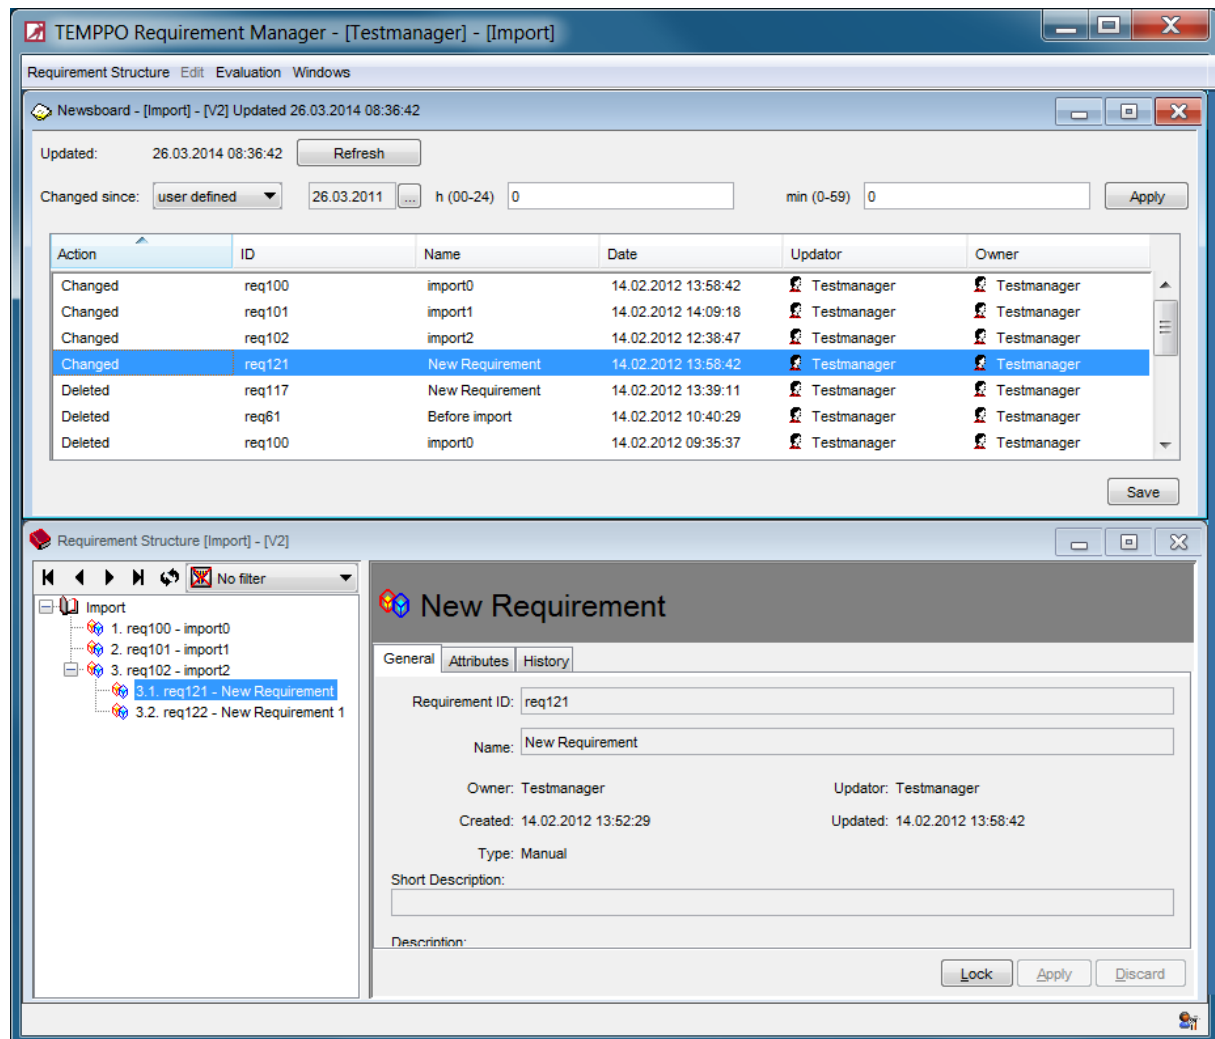 TEMPPO Requirement Manager - [Testmanager] - [Import]
Requirement Structure Edit Evaluation Windows
Newsboard - [Import] - [V2] Updated 26.03.2014 08:36:42
Updated: 26.03.2014 08:36:42 Refresh
Changed since: user defined 26.03.2011 ... h (00-24) 0 min (0-59) 0 Apply
Action ID Name Date Updator Owner
Changed req100 import0 14.02.2012 13:58:42 Testmanager Testmanager
Changed req101 import1 14.02.2012 14:09:18 Testmanager Testmanager
Changed req102 import2 14.02.2012 12:38:47 Testmanager Testmanager
Changed req121 New Requirement 14.02.2012 13:58:42 Testmanager Testmanager
Deleted req117 New Requirement 14.02.2012 13:39:11 Testmanager Testmanager
Deleted req61 Before import 14.02.2012 10:40:29 Testmanager Testmanager
Deleted req100 import0 14.02.2012 09:35:37 Testmanager Testmanager
Save
Requirement Structure [Import] - [V2]
No filter
Import
1. req100 - import0
2. req101 - import1
3. req102 - import2
3.1. req121 - New Requirement
3.2. req122 - New Requirement 1
New Requirement
General Attributes History
Requirement ID: req121
Name: New Requirement
Owner: Testmanager Updator: Testmanager
Created: 14.02.2012 13:52:29 Updated: 14.02.2012 13:58:42
Type: Manual
Short Description:
Description:
Lock Apply Discard